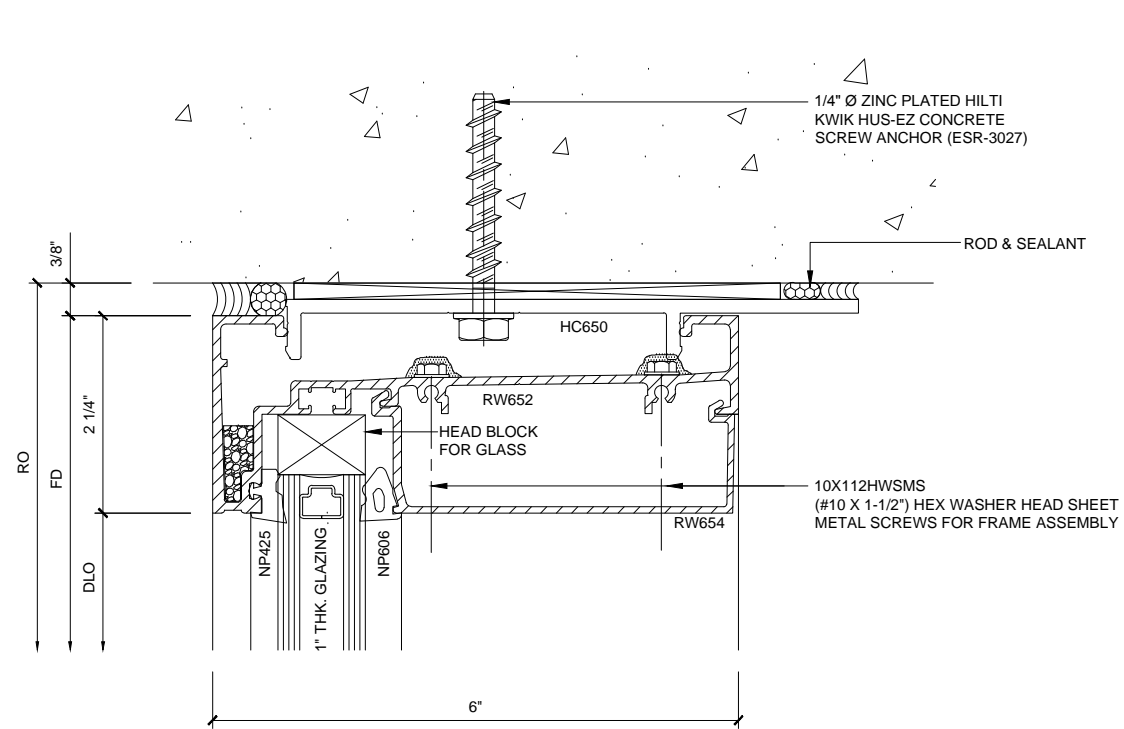 1/4" Ø ZINC PLATED HILTI
KWIK HUS-EZ CONCRETE
SCREW ANCHOR (ESR-3027)
3/8"
ROD & SEALANT
HC650
RW652
2 1/4"
HEAD BLOCK
FOR GLASS
RO
FD
10X112HWSMS
(#10 X 1-1/2") HEX WASHER HEAD SHEET
METAL SCREWS FOR FRAME ASSEMBLY
RW654
DLO
NP425
1" THK. GLAZING
NP606
6"